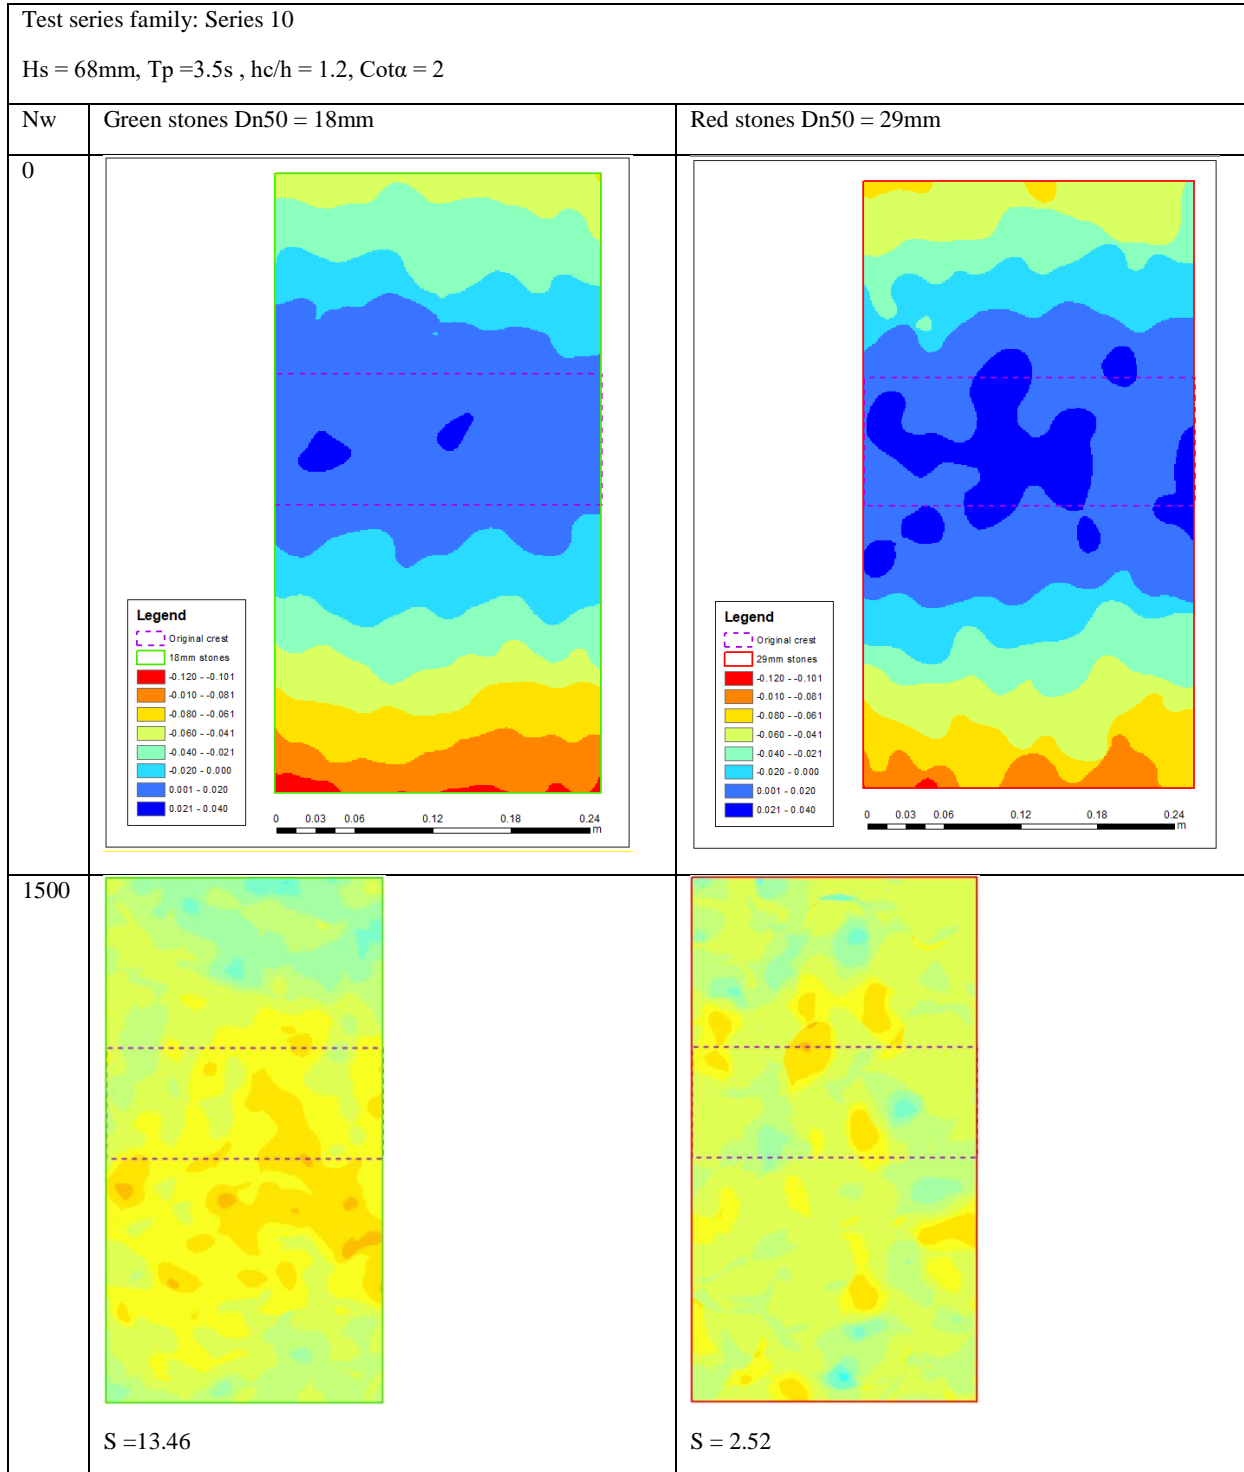 Test series family: Series 10
Hs = 68mm, Tp =3.5s , hc/h = 1.2, Cotα = 2
Nw
Green stones Dn50 = 18mm
Red stones Dn50 = 29mm
0
Legend
Original crest
18mm stones
-0.120 - -0.101
-0.010 - -0.081
-0.080 - -0.061
-0.060 - -0.041
-0.040 - -0.021
-0.020 - 0.000
0.001 - 0.020
0.021 - 0.040
0 0.03 0.06 0.12 0.18 0.24
m
Legend
Original crest
29mm stones
-0.120 - -0.101
-0.010 - -0.081
-0.080 - -0.061
-0.060 - -0.041
-0.040 - -0.021
-0.020 - 0.000
0.001 - 0.020
0.021 - 0.040
0 0.03 0.06 0.12 0.18 0.24
m
1500
S =13.46
S = 2.52